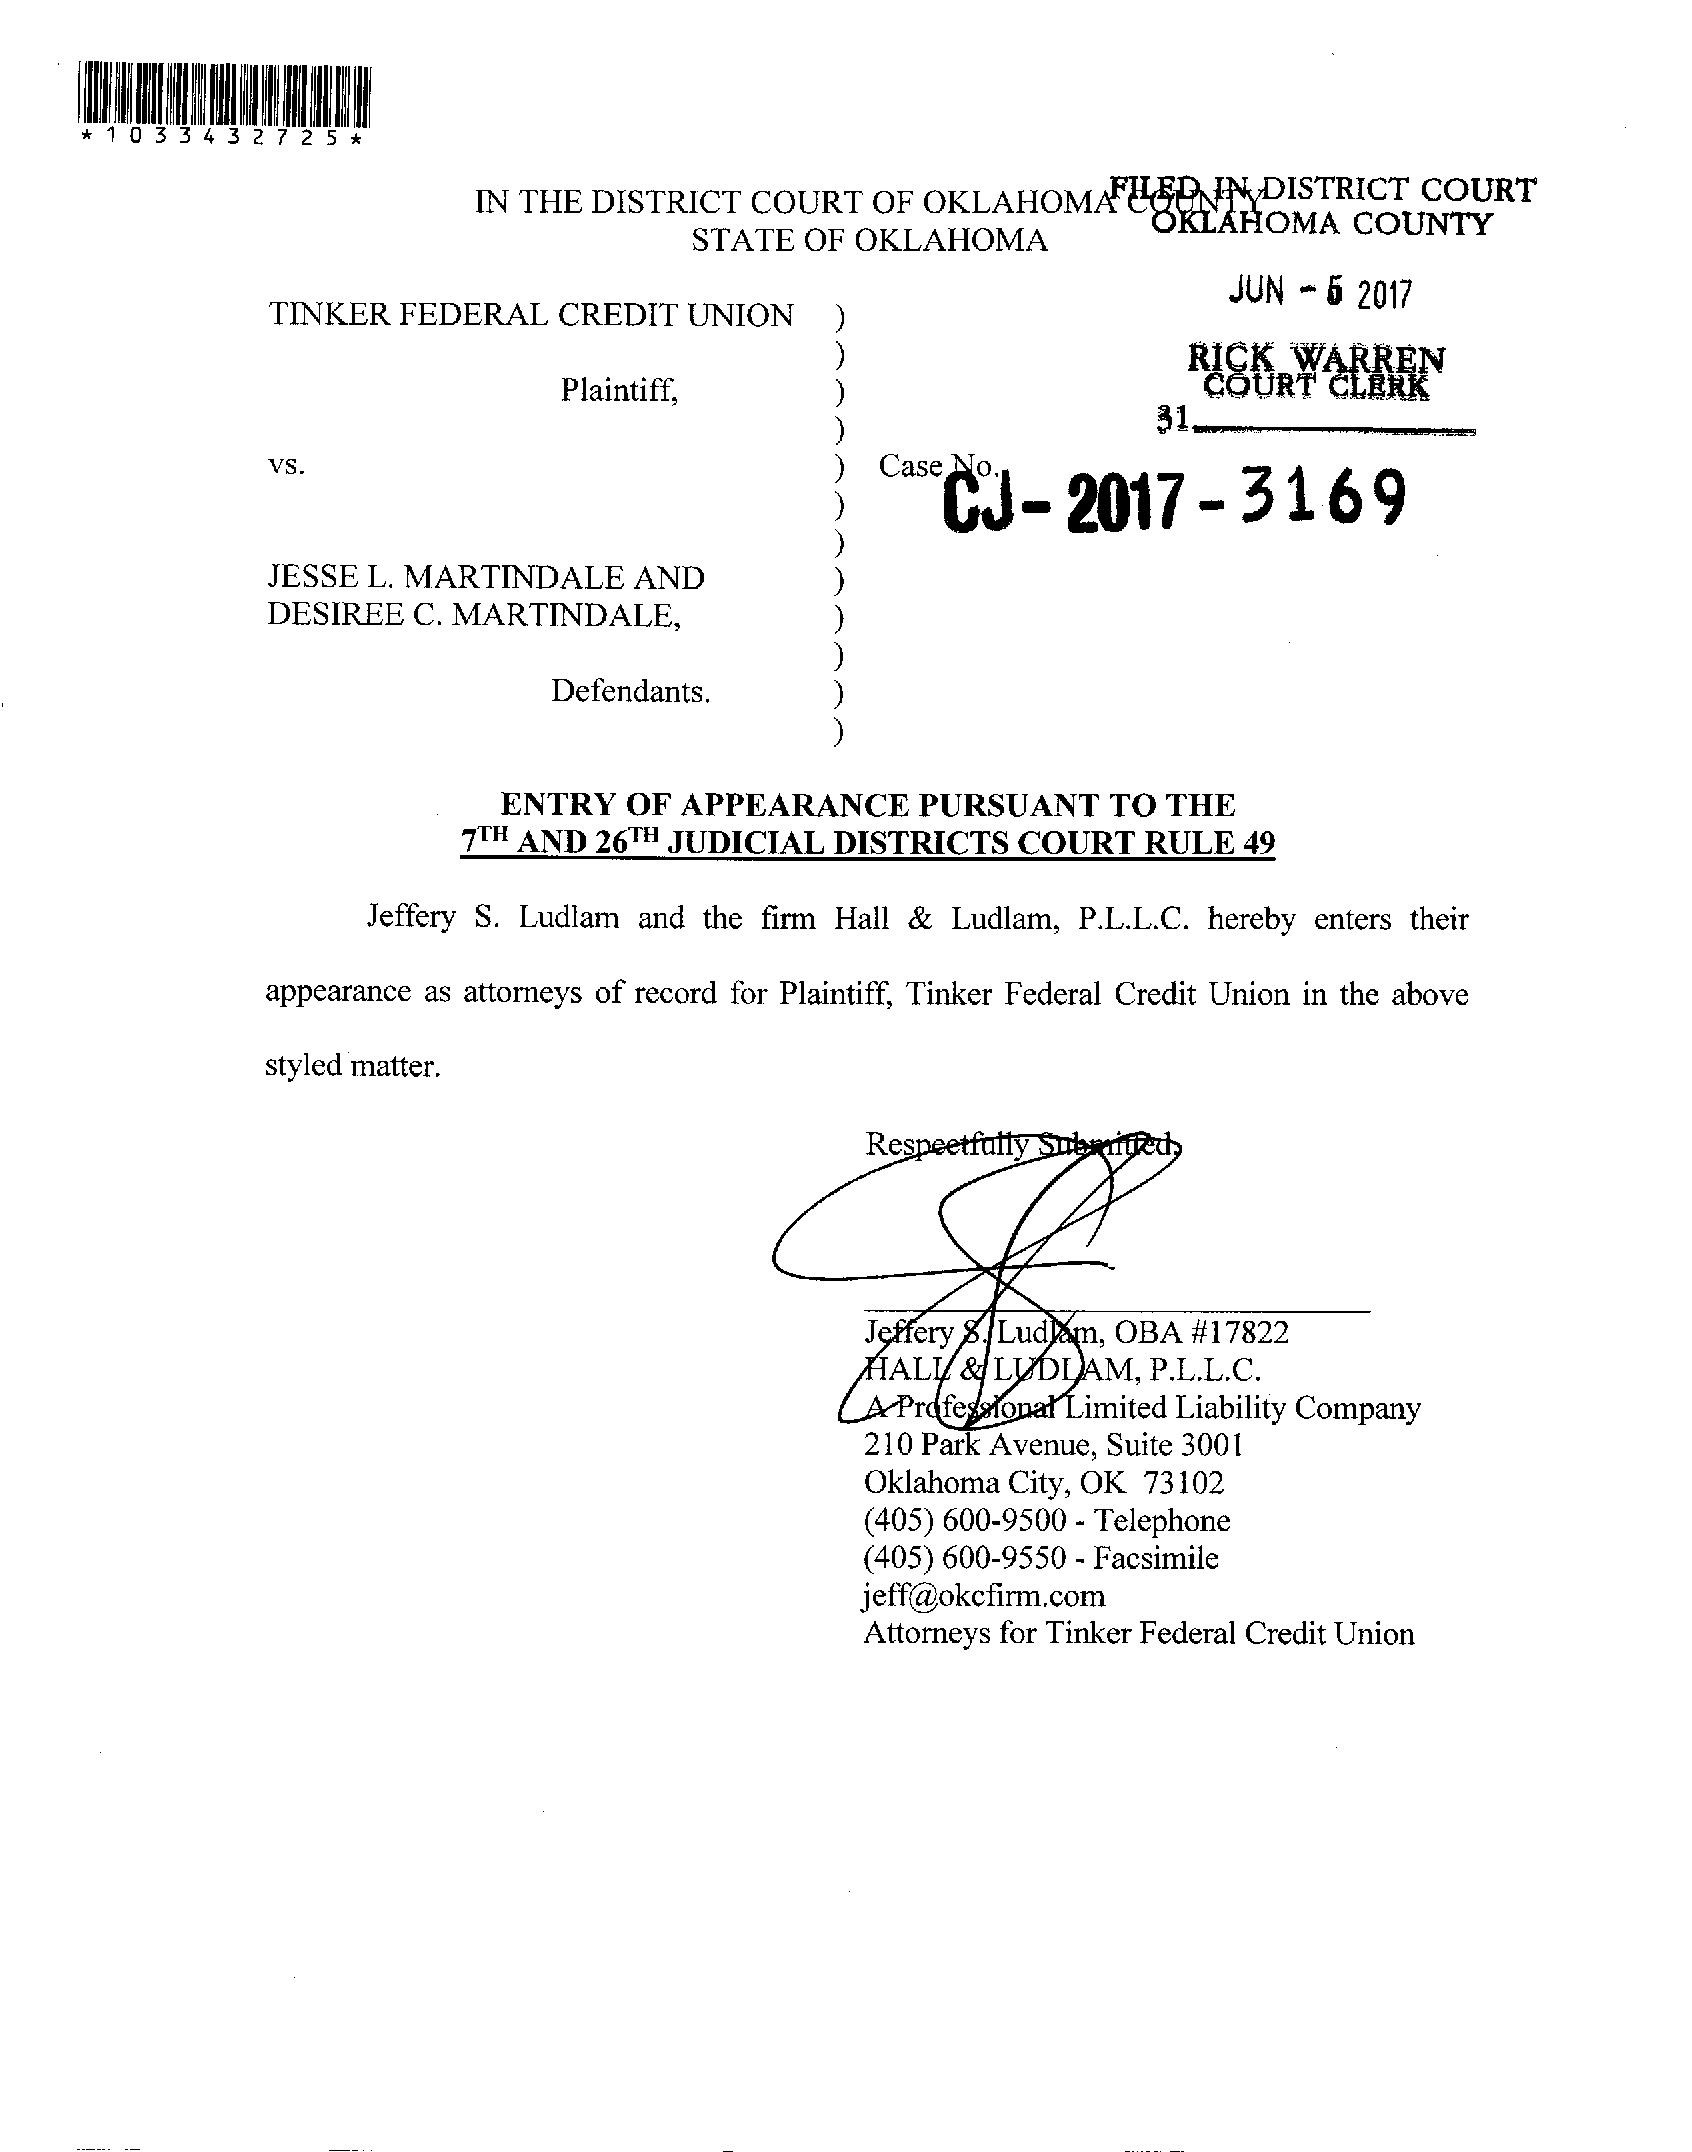 *1033432725*
IN THE DISTRICT COURT OF OKLAHOMA COUNTY
STATE OF OKLAHOMA
FILED IN DISTRICT COURT
OKLAHOMA COUNTY
JUN - 2017
RICK WARREN
COURT CLERK
31
TINKER FEDERAL CREDIT UNION )
)
Plaintiff, )
)
vs. ) Case No.
CJ-2017-3169
)
)
JESSE L. MARTINDALE AND )
DESIREE C. MARTINDALE, )
)
Defendants. )
)
ENTRY OF APPEARANCE PURSUANT TO THE
7TH AND 26TH JUDICIAL DISTRICTS COURT RULE 49
Jeffery S. Ludlam and the firm Hall & Ludlam, P.L.L.C. hereby enters their
appearance as attorneys of record for Plaintiff, Tinker Federal Credit Union in the above
styled matter.
Respectfully Submitted,
Jeffery S. Ludlam, OBA #17822
HALL & LUDLAM, P.L.L.C.
A Professional Limited Liability Company
210 Park Avenue, Suite 3001
Oklahoma City, OK 73102
(405) 600-9500 - Telephone
(405) 600-9550 - Facsimile
jeff@okcfirm.com
Attorneys for Tinker Federal Credit Union